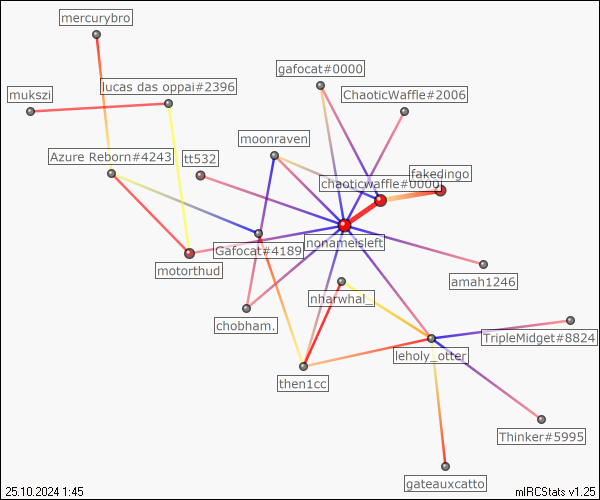 mercurybro
gafocat#0000
lucas das oppai#2396
mukszi
ChaoticWaffle#2006
moonraven
Azure Reborn#4243
tt532
fakedingo
chaoticwaffle#0000
nonameisleft
Gafocat#4189
motorthud
amah1246
nharwhal_
chobham.
TripleMidget#8824
leholy_otter
then1cc
Thinker#5995
gateauxcatto
25.10.2024 1:45
mIRCStats v1.25